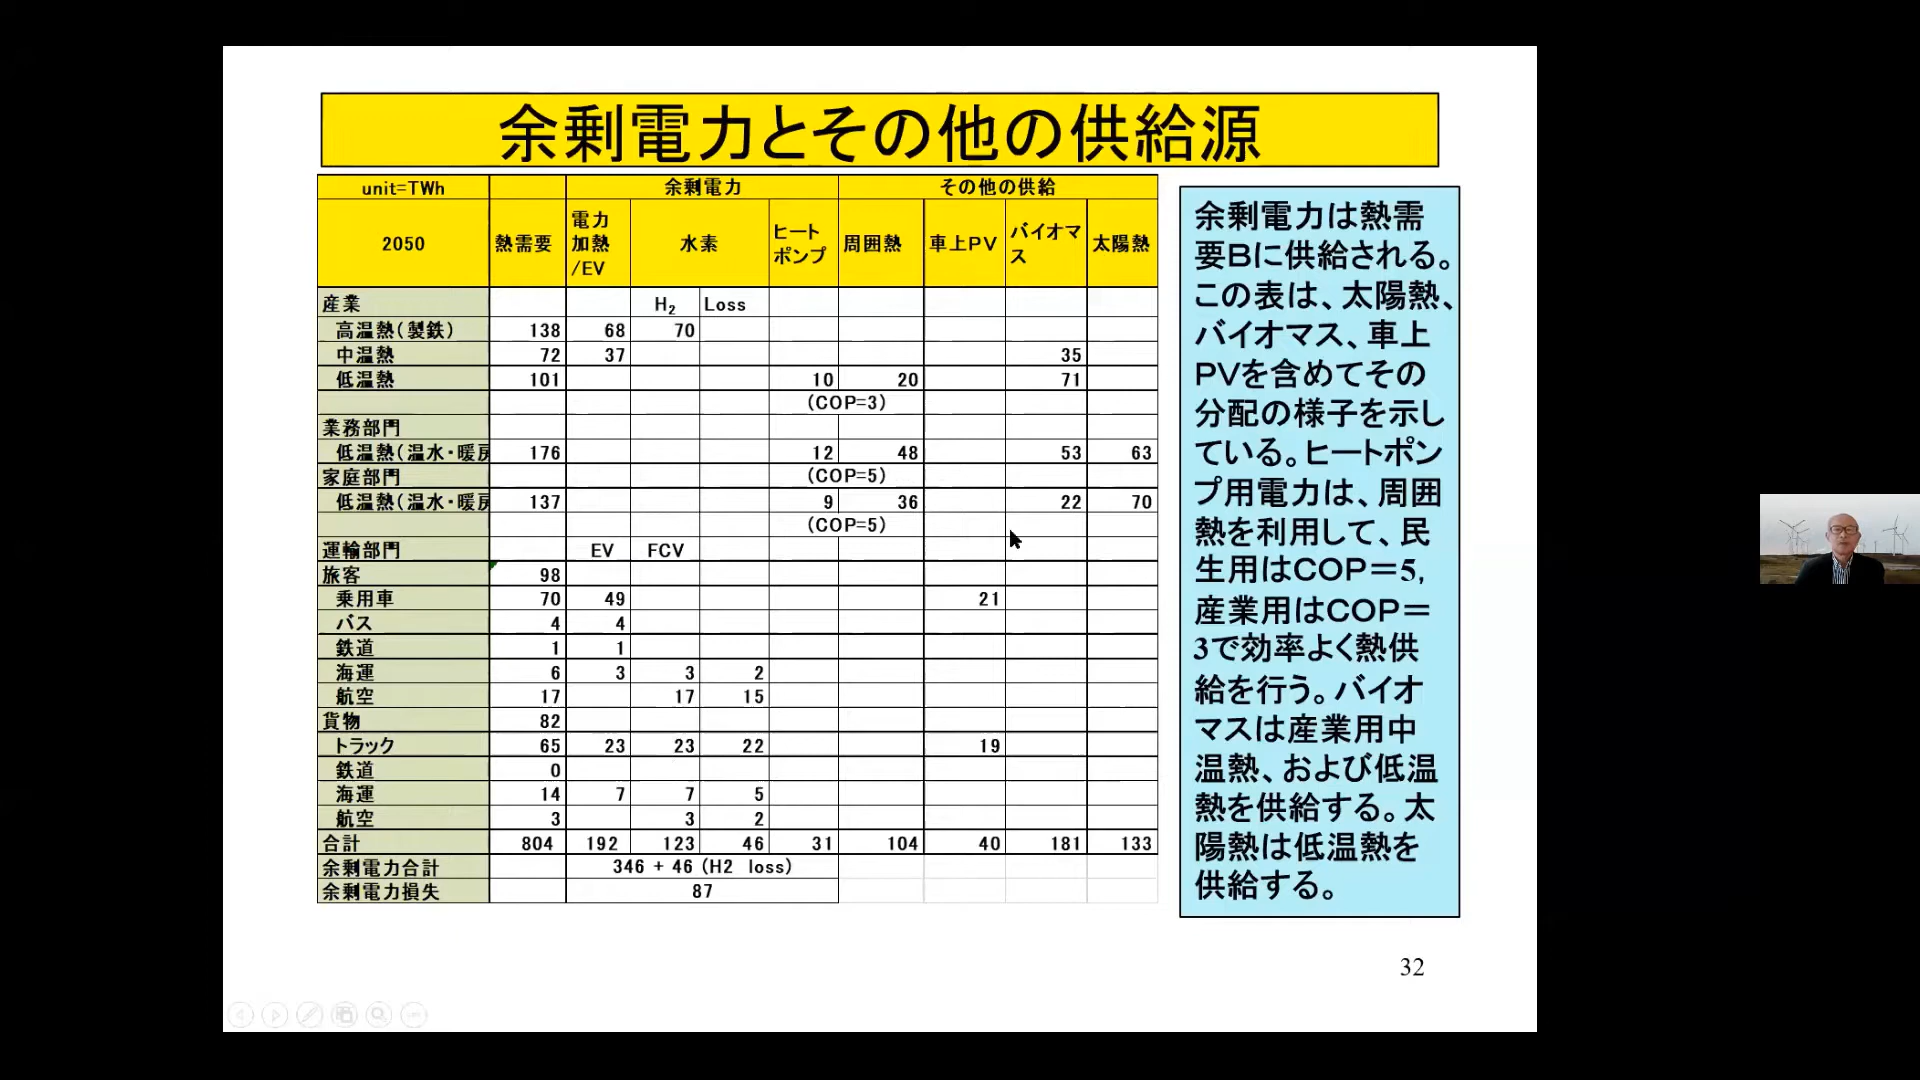 余剰電力とその他の供給源
unit=TWh 余剰電力 その他の供給
2050 熱需要 電力加熱/EV 水素 ヒートポンプ 周囲熱 車上PV バイオマス 太陽熱
産業 H₂ Loss
高温熱(製鉄) 138 68 70
中温熱 72 37 35
低温熱 101 10 20 71
(COP=3)
業務部門
低温熱(温水・暖房 176 12 48 53 63
家庭部門 (COP=5)
低温熱(温水・暖房 137 9 36 22 70
(COP=5)
運輸部門 EV FCV
旅客 98
乗用車 70 49 21
バス 4 4
鉄道 1 1
海運 6 3 3 2
航空 17 17 15
貨物 82
トラック 65 23 23 22 19
鉄道 0
海運 14 7 7 5
航空 3 3 2
合計 804 192 123 46 31 104 40 181 133
余剰電力合計 346 + 46 (H2 loss)
余剰電力損失 87
余剰電力は熱需
要Bに供給される。
この表は、太陽熱、
バイオマス、車上
PVを含めてその
分配の様子を示し
ている。ヒートポン
プ用電力は、周囲
熱を利用して、民
生用はCOP=5,
産業用はCOP=
3で効率よく熱供
給を行う。バイオ
マスは産業用中
温熱、および低温
熱を供給する。太
陽熱は低温熱を
供給する。
32